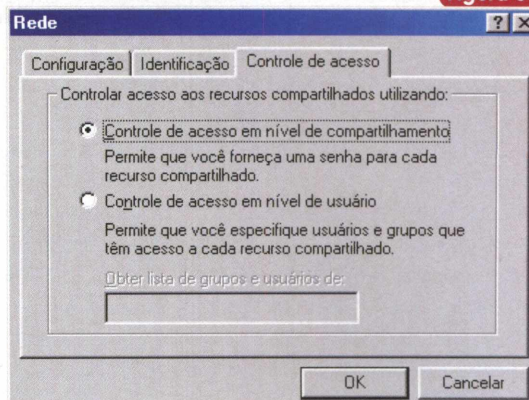 Rede
Configuração
Identificação
Controle de acesso
Controlar acesso aos recursos compartilhados utilizando:
Controle de acesso em nível de compartilhamento
Permite que você forneça uma senha para cada
recurso compartilhado.
Controle de acesso em nível de usuário
Permite que você especifique usuários e grupos que
têm acesso a cada recurso compartilhado.
Obter lista de grupos e usuários de:
OK
Cancelar